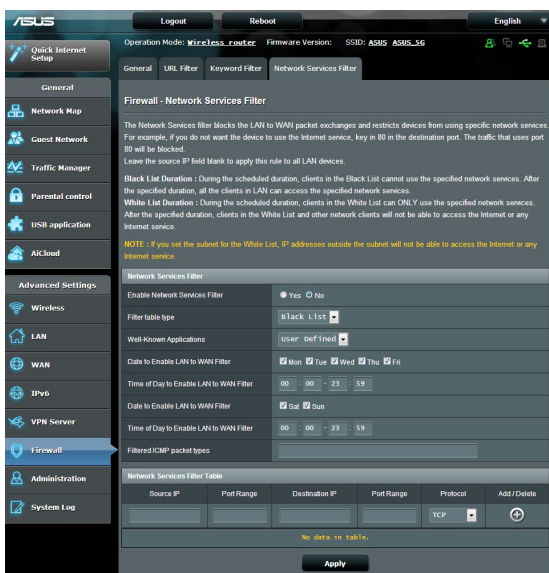 ASUS
Logout
Reboot
English
Quick Internet Setup
Operation Mode: Wireless router Firmware Version: SSID: ASUS ASUS_5G
General
URL Filter
Keyword Filter
Network Services Filter
General
Network Map
Guest Network
Traffic Manager
Parental control
USB application
AiCloud
Advanced Settings
Wireless
LAN
WAN
IPv6
VPN Server
Firewall
Administration
System Log
Firewall - Network Services Filter
The Network Services filter blocks the LAN to WAN packet exchanges and restricts devices from using specific network services.
For example, if you do not want the device to use the Internet service, key in 80 in the destination port. The traffic that uses port
80 will be blocked.
Leave the source IP field blank to apply this rule to all LAN devices.
Black List Duration : During the scheduled duration, clients in the Black List cannot use the specified network services. After
the specified duration, all the clients in LAN can access the specified network services.
White List Duration : During the scheduled duration, clients in the White List can ONLY use the specified network services.
After the specified duration, clients in the White List and other network clients will not be able to access the Internet or any
Internet service.
NOTE : If you set the subnet for the White List, IP addresses outside the subnet will not be able to access the Internet or any
Internet service.
Network Services Filter
Enable Network Services Filter Yes No
Filter table type Black List
Well-Known Applications User Defined
Date to Enable LAN to WAN Filter Mon Tue Wed Thu Fri
Time of Day to Enable LAN to WAN Filter 00 : 00 - 23 : 59
Date to Enable LAN to WAN Filter Sat Sun
Time of Day to Enable LAN to WAN Filter 00 : 00 - 23 : 59
Filtered ICMP packet types
Network Services Filter Table
Source IP Port Range Destination IP Port Range Protocol Add / Delete
TCP
No data in table.
Apply